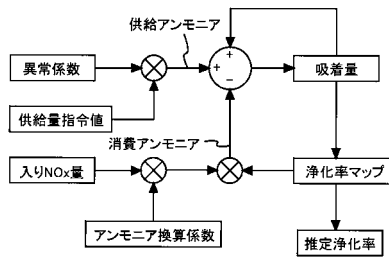 供給アンモニア
異常係数
+
+
−
吸着量
供給量指令値
消費アンモニア
入りNOx量
浄化率マップ
アンモニア換算係数
推定浄化率